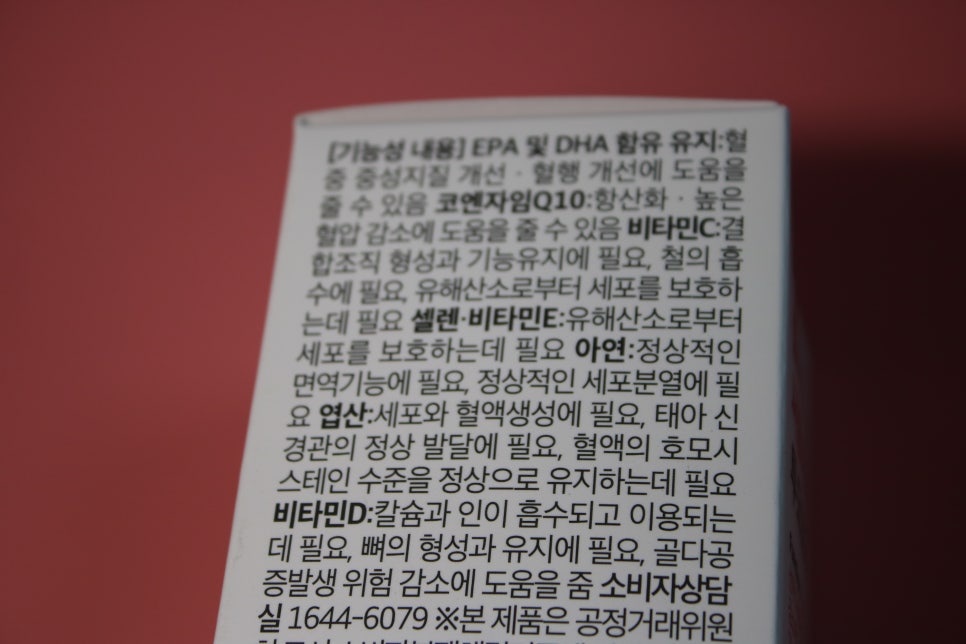 [기능성 내용] EPA 및 DHA 함유 유지:혈
중 중성지질 개선 · 혈행 개선에 도움을
줄 수 있음 코엔자임Q10:항산화 · 높은
혈압 감소에 도움을 줄 수 있음 비타민C:결
합조직 형성과 기능유지에 필요, 철의 흡
수에 필요, 유해산소로부터 세포를 보호하
는데 필요 셀렌·비타민E:유해산소로부터
세포를 보호하는데 필요 아연:정상적인
면역기능에 필요, 정상적인 세포분열에 필
요 엽산:세포와 혈액생성에 필요, 태아 신
경관의 정상 발달에 필요, 혈액의 호모시
스테인 수준을 정상으로 유지하는데 필요
비타민D:칼슘과 인이 흡수되고 이용되는
데 필요, 뼈의 형성과 유지에 필요, 골다공
증발생 위험 감소에 도움을 줌 소비자상담
실 1644-6079 ※본 제품은 공정거래위원